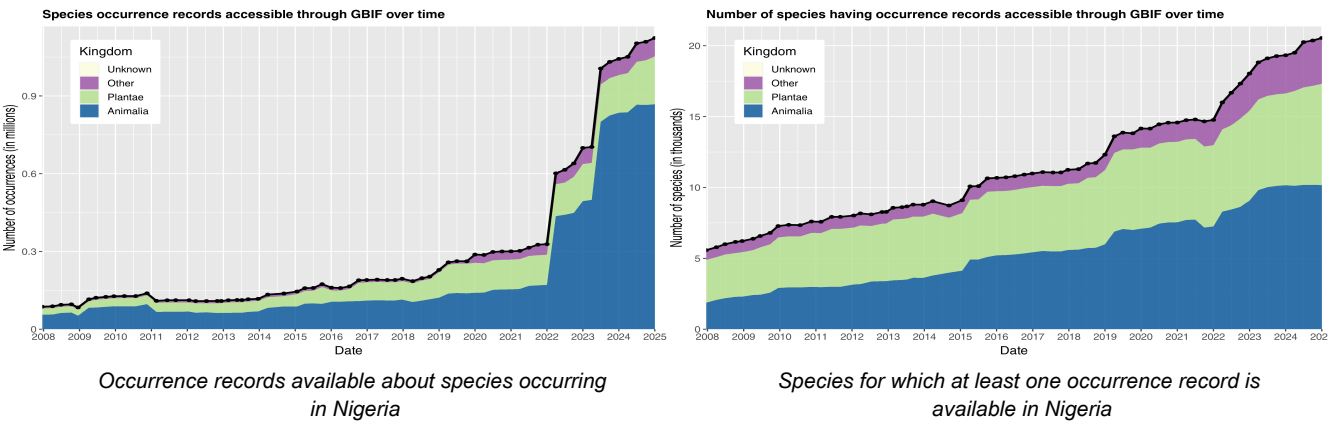 Species occurrence records accessible through GBIF over time
Number of occurrences (in millions)
0.9
0.6
0.3
0
Kingdom
Unknown
Other
Plantae
Animalia
2008 2009 2010 2011 2012 2013 2014 2015 2016 2017 2018 2019 2020 2021 2022 2023 2024 2025
Date
Occurrence records available about species occurring
in Nigeria
Number of species having occurrence records accessible through GBIF over time
Number of species (in thousands)
20
15
10
5
0
Kingdom
Unknown
Other
Plantae
Animalia
2008 2009 2010 2011 2012 2013 2014 2015 2016 2017 2018 2019 2020 2021 2022 2023 2024 202
Date
Species for which at least one occurrence record is
available in Nigeria